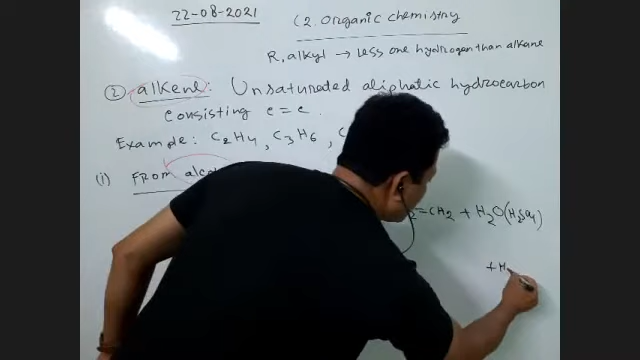 22-08-2021
C2. Organic chemistry
R, alkyl → Less one hydrogen than alkane
② alkene: Unsaturated aliphatic hydrocarbon
consisting c = c.
Example: C2H4, C3H6, C
(i) FROM alco
2=CH2 + H2O(H2SO4)
+H